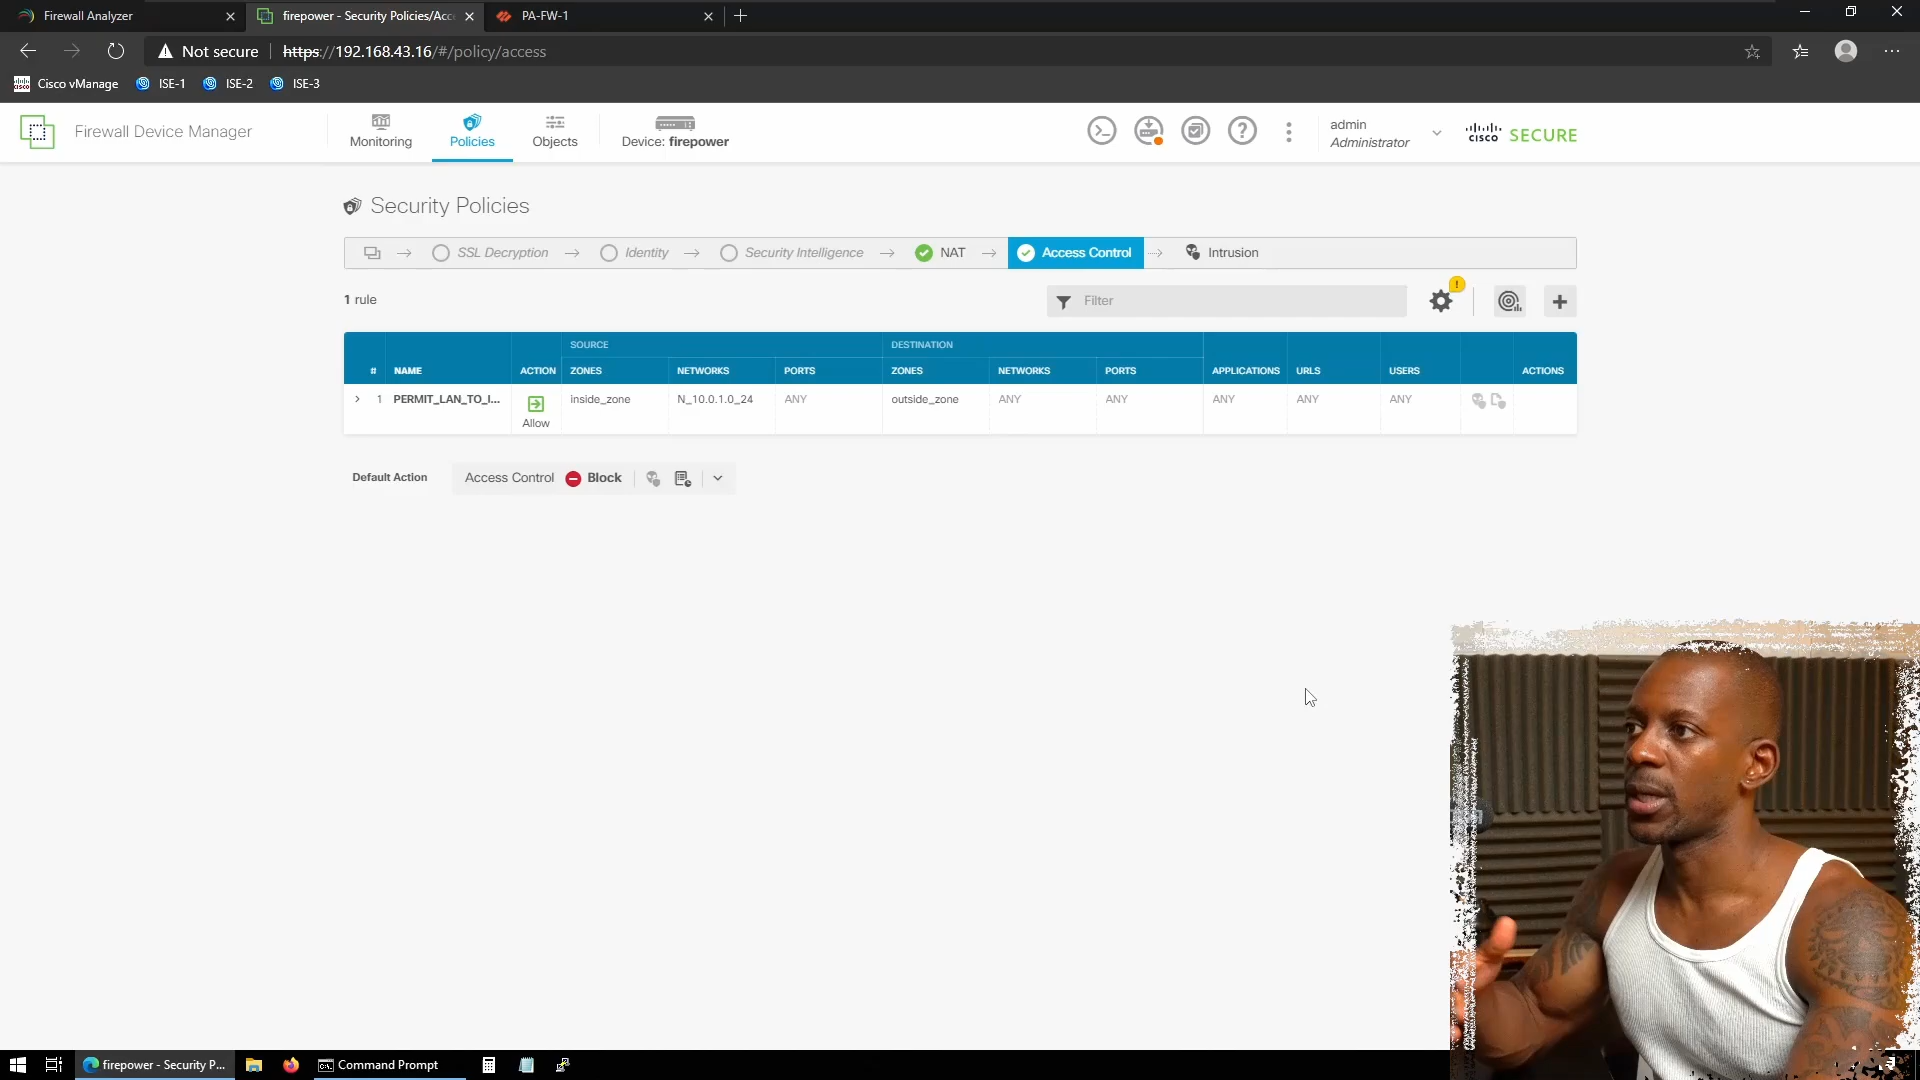 Firewall Analyzer
firepower - Security Policies/Acce
PA-FW-1
Not secure
https://192.168.43.16/#/policy/access
Cisco vManage
ISE-1
ISE-2
ISE-3
Firewall Device Manager
Monitoring
Policies
Objects
Device: firepower
admin
Administrator
CISCO SECURE
Security Policies
SSL Decryption
Identity
Security Intelligence
NAT
Access Control
Intrusion
1 rule
Filter
SOURCE
DESTINATION
# NAME ACTION ZONES NETWORKS PORTS ZONES NETWORKS PORTS APPLICATIONS URLS USERS ACTIONS
1 PERMIT_LAN_TO_I... inside_zone N_10.0.1.0_24 ANY outside_zone ANY ANY ANY ANY ANY
Allow
Default Action
Access Control Block
firepower - Security P...
Command Prompt